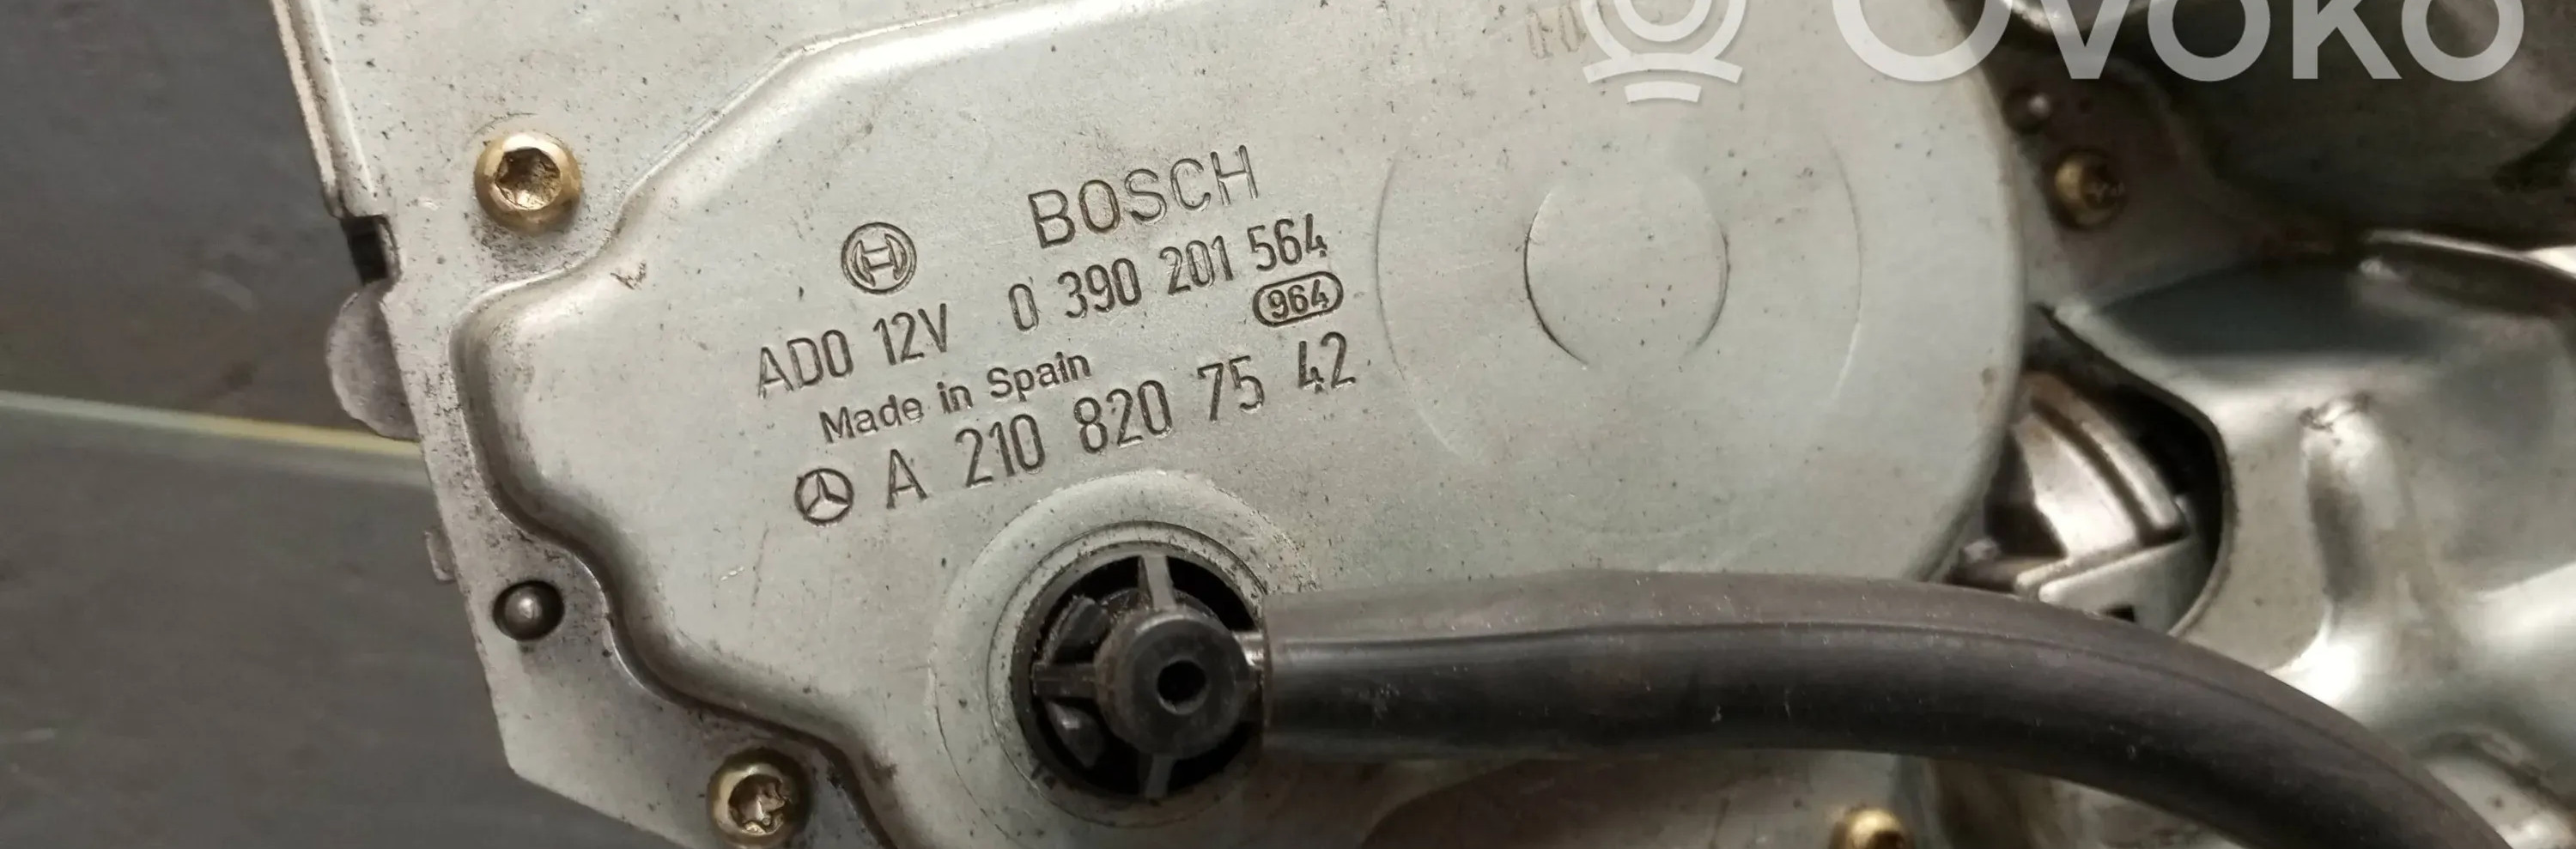 OVOKO
BOSCH
AD0 12V 0 390 201 564
964
Made in Spain
A 210 820 75 42